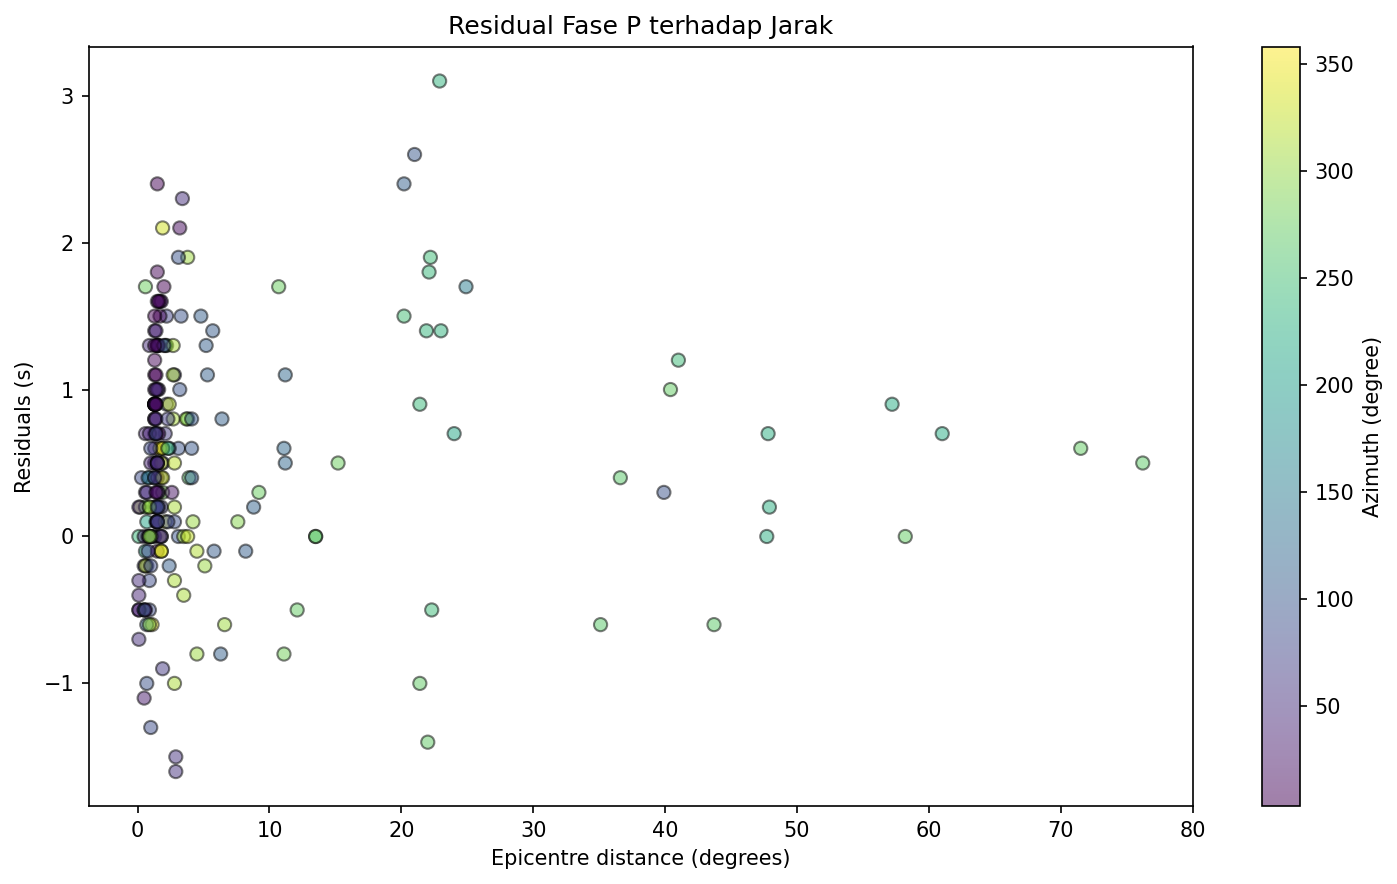 Residual Fase P terhadap Jarak
Residuals (s)
3
2
1
0
−1
0 10 20 30 40 50 60 70 80
Epicentre distance (degrees)
350
300
250
200
150
100
50
Azimuth (degree)